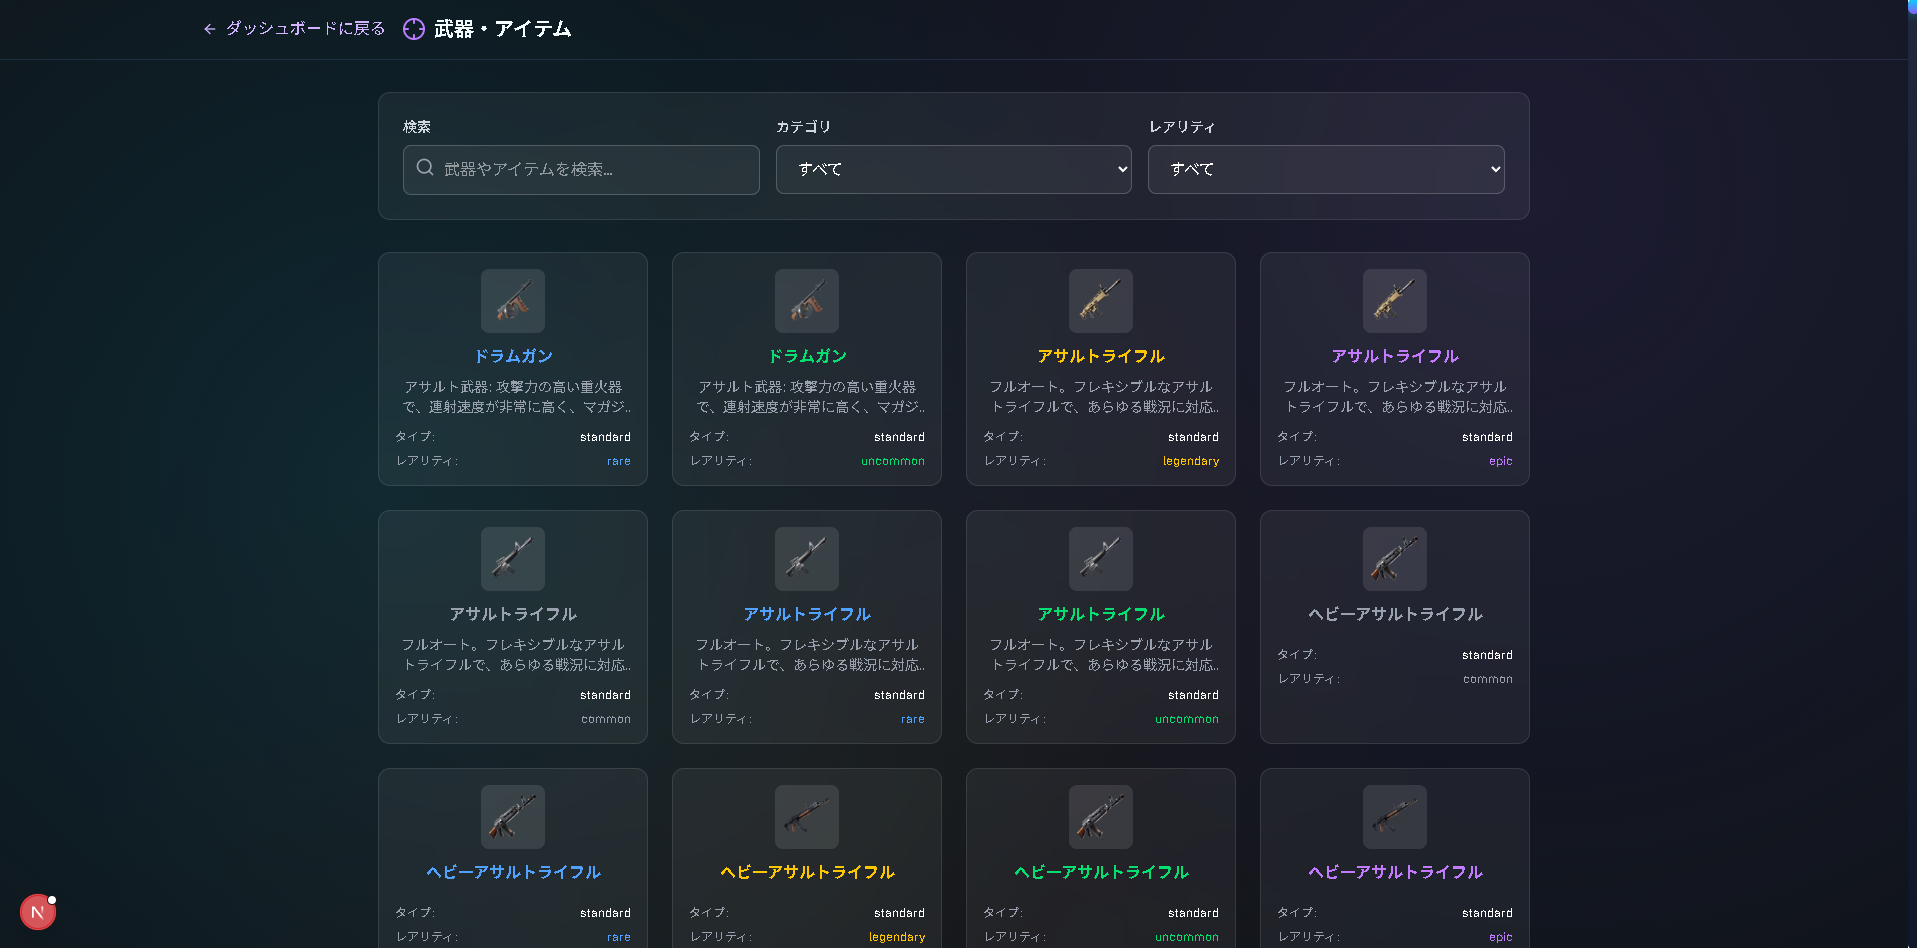 ← ダッシュボードに戻る 武器・アイテム
検索 カテゴリ レアリティ
武器やアイテムを検索... すべて すべて
ドラムガン
アサルト武器: 攻撃力の高い重火器
で、連射速度が非常に高く、マガジ..
タイプ: standard
レアリティ: rare
ドラムガン
アサルト武器: 攻撃力の高い重火器
で、連射速度が非常に高く、マガジ..
タイプ: standard
レアリティ: uncommon
アサルトライフル
フルオート。フレキシブルなアサル
トライフルで、あらゆる戦況に対応..
タイプ: standard
レアリティ: legendary
アサルトライフル
フルオート。フレキシブルなアサル
トライフルで、あらゆる戦況に対応..
タイプ: standard
レアリティ: epic
アサルトライフル
フルオート。フレキシブルなアサル
トライフルで、あらゆる戦況に対応..
タイプ: standard
レアリティ: common
アサルトライフル
フルオート。フレキシブルなアサル
トライフルで、あらゆる戦況に対応..
タイプ: standard
レアリティ: rare
アサルトライフル
フルオート。フレキシブルなアサル
トライフルで、あらゆる戦況に対応..
タイプ: standard
レアリティ: uncommon
ヘビーアサルトライフル
タイプ: standard
レアリティ: common
ヘビーアサルトライフル
タイプ: standard
レアリティ: rare
ヘビーアサルトライフル
タイプ: standard
レアリティ: legendary
ヘビーアサルトライフル
タイプ: standard
レアリティ: uncommon
ヘビーアサルトライフル
タイプ: standard
レアリティ: epic
N